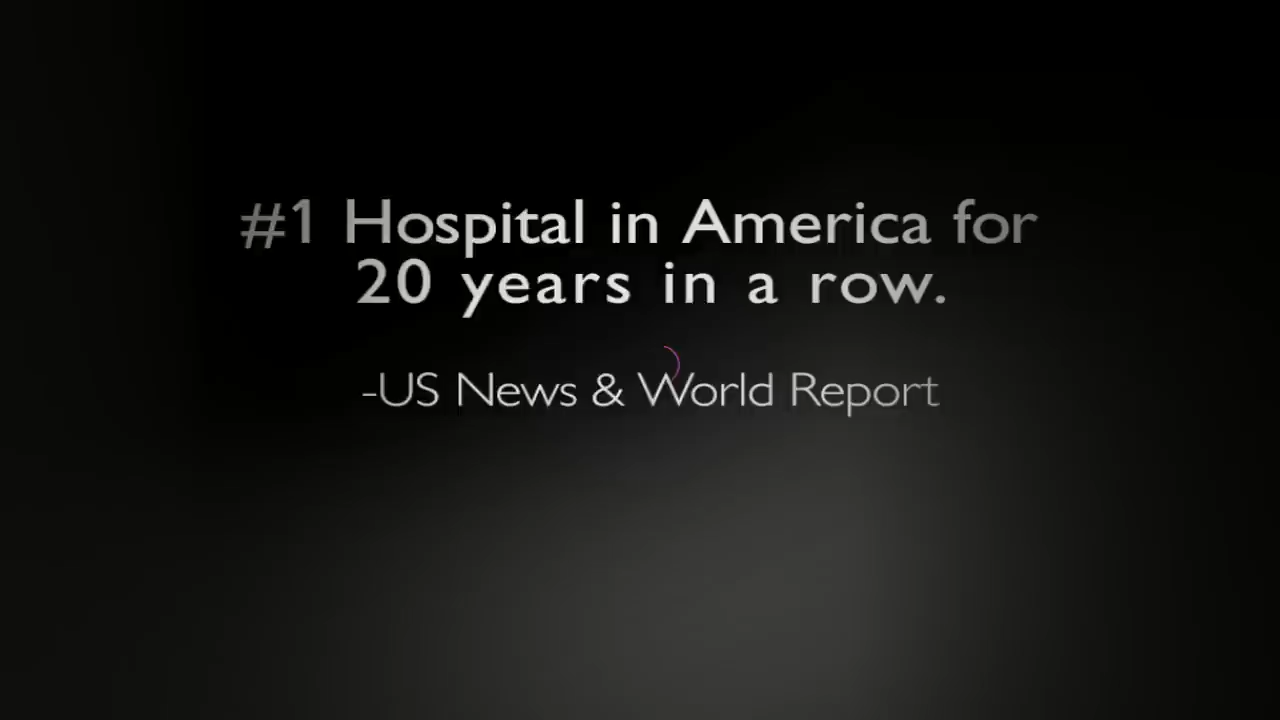 #1 Hospital in America for
20 years in a row.
-US News & World Report